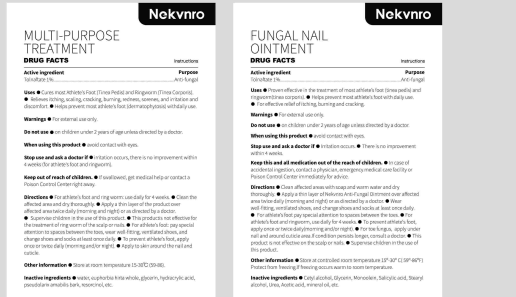 Nekvnro
MULTI-PURPOSE
TREATMENT
DRUG FACTS Instructions
Active ingredient Purpose
Tolnaftate 1% Anti-fungal
Uses ● Cures most Athlete's Foot (Tinea Pedis) and Ringworm (Tinea Corporis).
● Relieves itching, scaling, cracking, burning, redness, soreness, and irritation and
discomfort. ● Helps prevent most athlete's foot (dermatophytosis) with daily use.
Warnings ● For external use only.
Do not use ● on children under 2 years of age unless directed by a doctor.
When using this product ● avoid contact with eyes.
Stop use and ask a doctor if ● irritation occurs, there is no improvement within
4 weeks (for athlete's foot and ringworm).
Keep out of reach of children. ● If swallowed, get medical help or contact a
Poison Control Center right away.
Directions ● For athlete's foot and ring worm: use daily for 4 weeks. ● Clean the
affected area and dry thoroughly. ● Apply a thin layer of the product over
affected area twice daily (morning and night) or as directed by a doctor.
● Supervise children in the use of this product. ● This product is not effective for
the treatment of ring worm of the scalp or nails. ● For athlete's foot: pay special
attention to spaces between the toes, wear well-fitting, ventilated shoes, and
change shoes and socks at least once daily. ● To prevent athlete's foot, apply
once or twice daily (morning and/or night). ● Apply to skin around the nail and
cuticle.
Other information ● Store at room temperature 15-30℃ (59-86).
Inactive ingredients ● water, euphorbia hirta whole, glycerin, hydrocarylic acid,
pseudolarix amabilis bark, resorcinol, etc.
Nekvnro
FUNGAL NAIL
OINTMENT
DRUG FACTS Instructions
Active ingredient Purpose
Tolnaftate 1% Anti-fungal
Uses ● Proven effective in the treatment of most athlete's foot (tinea pedis) and
ringworm(tinea corporis). ● Helps prevent most athlete's foot with daily use.
● For effective relief of itching, burning and cracking.
Warnings ● For external use only.
Do not use ● on children under 2 years of age unless directed by a doctor.
When using this product ● avoid contact with eyes.
Stop use and ask a doctor if ● Irritation occurs. ● There is no improvement
within 4 weeks.
Keep this and all medication out of the reach of children. ● In case of
accidental ingestion, contact a physician, emergency medical care facility or
Poison Control Center immediately for advice.
Directions ● Clean affected areas with soap and warm water and dry
thoroughly. ● Apply a thin layer of Nekvnro Anti-Fungal Ointment over affected
area twice daily (morning and night) or as directed by a doctor. ● Wear
well-fitting, ventilated shoes, and change shoes and socks at least once daily.
● For athlete's foot pay special attention to spaces between the toes. ● For
athlete's foot and ringworm, use daily for 4 weeks. ● To prevent athlete's foot,
apply once or twice daily(morning and/or night). ● For toe fungus, apply under
nail and around cuticle area.If condition persists longer, consult a doctor. ● This
product is not effective on the scalp or nails. ● Supervise children in the use of
this product.
Other information ● Store at controlled room temperature 15°-30° C( 59°-86°F)
Protect from freezing.If freezing occurs warm to room temperature.
Inactive ingredients ● Cetyl alcohol, Glycerin, Monoolein, Salicylic acid, Stearyl
alcohol, Urea, Acetic acid, mineral oil, etc.